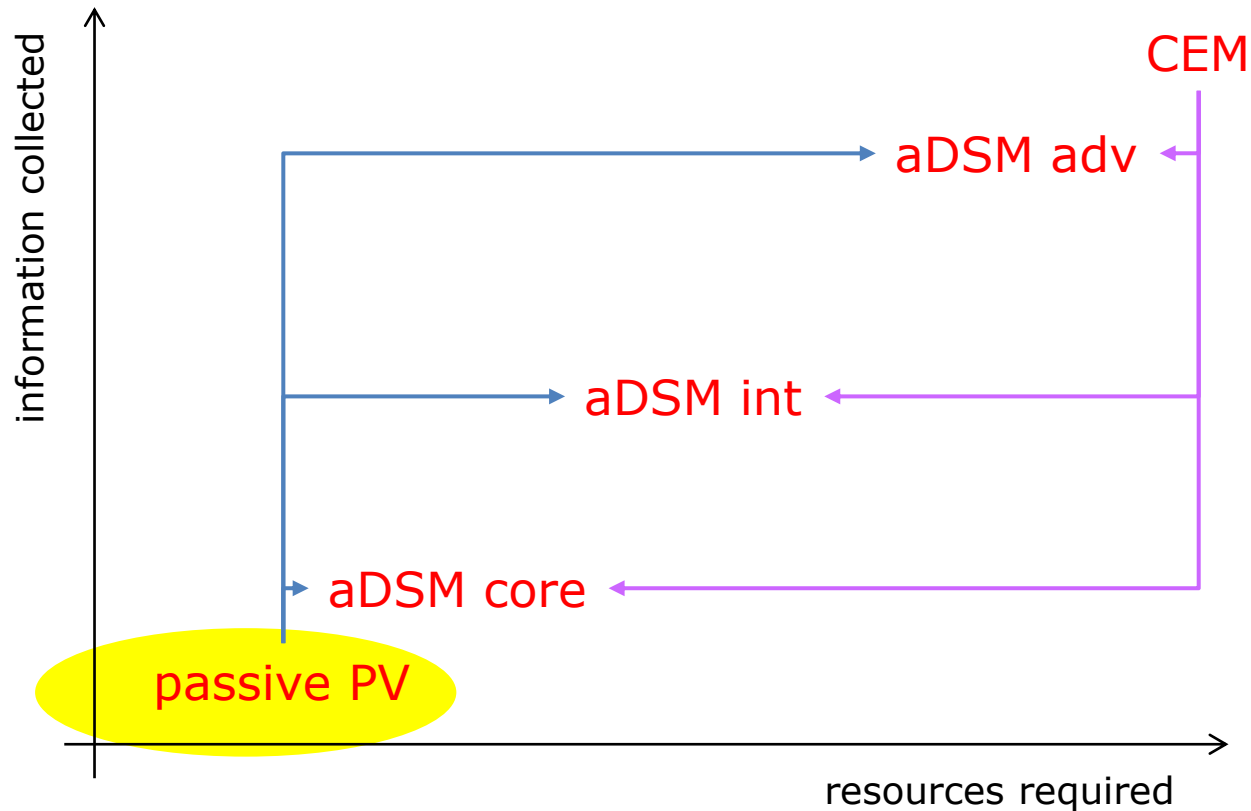 information collected
CEM
aDSM adv
aDSM int
aDSM core
passive PV
resources required